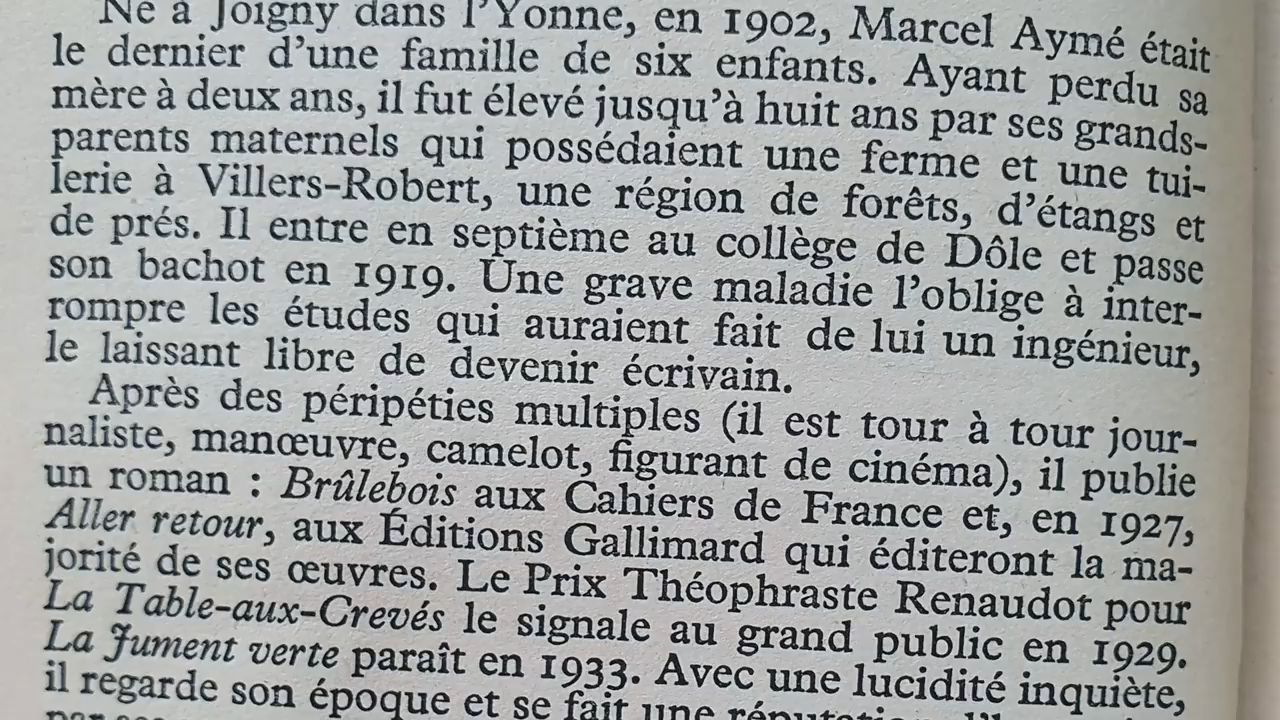 Né à Joigny dans l'Yonne, en 1902, Marcel Aymé était
le dernier d'une famille de six enfants. Ayant perdu sa
mère à deux ans, il fut élevé jusqu'à huit ans par ses grands-
parents maternels qui possédaient une ferme et une tui-
lerie à Villers-Robert, une région de forêts, d'étangs et
de prés. Il entre en septième au collège de Dôle et passe
son bachot en 1919. Une grave maladie l'oblige à inter-
rompre les études qui auraient fait de lui un ingénieur,
le laissant libre de devenir écrivain.
Après des péripéties multiples (il est tour à tour jour-
naliste, manœuvre, camelot, figurant de cinéma), il publie
un roman : Brûlebois aux Cahiers de France et, en 1927,
Aller retour, aux Éditions Gallimard qui éditeront la ma-
jorité de ses œuvres. Le Prix Théophraste Renaudot pour
La Table-aux-Crevés le signale au grand public en 1929.
La Jument verte paraît en 1933. Avec une lucidité inquiète,
il regarde son époque et se fait une réputation